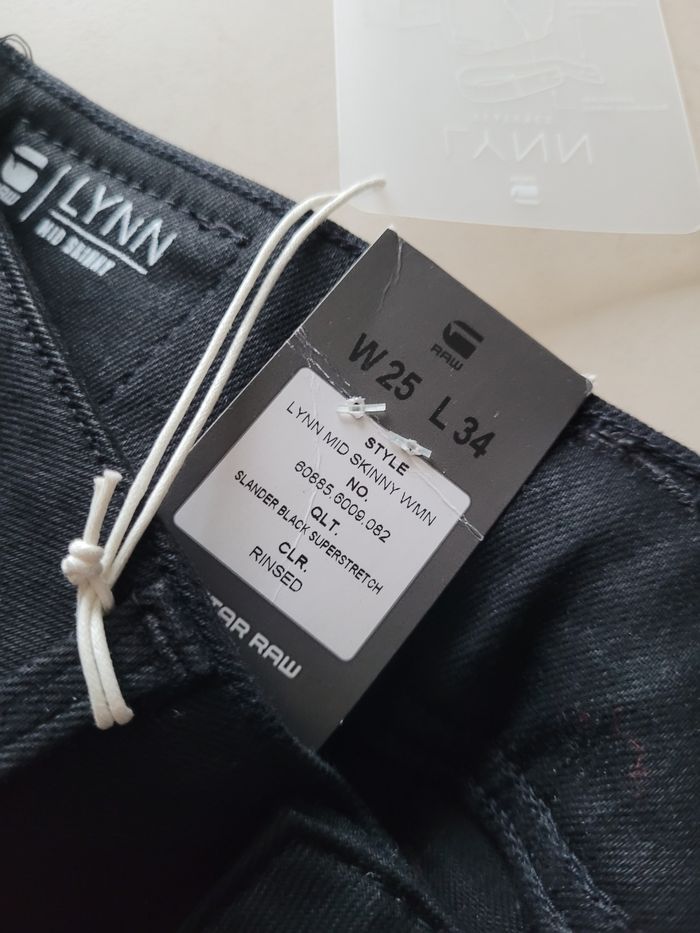 LYNN
RAW
LYNN
MID SKINNY
RAW
W 25 L 34
STYLE
LYNN MID SKINNY WMN
NO.
60885.6009.082
QLT.
SLANDER BLACK SUPERSTRETCH
CLR.
RINSED
STAR RAW